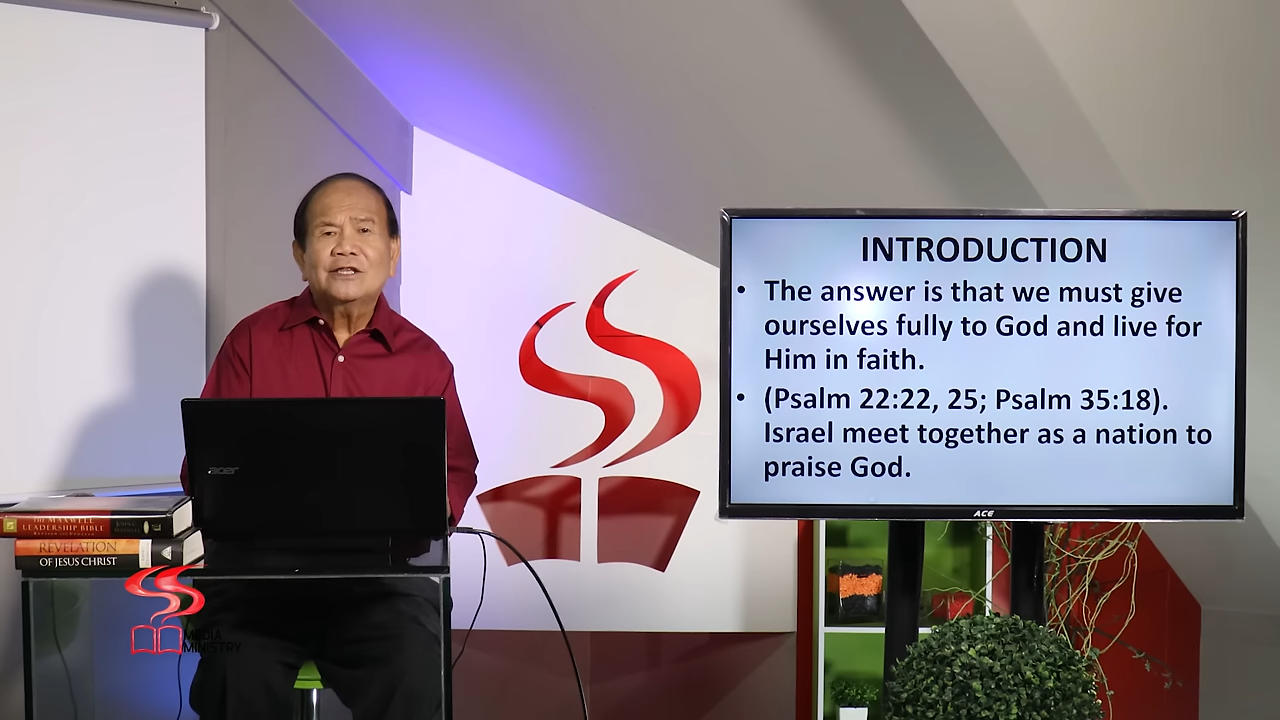 INTRODUCTION
• The answer is that we must give
ourselves fully to God and live for
Him in faith.
• (Psalm 22:22, 25; Psalm 35:18).
Israel meet together as a nation to
praise God.
ACE
acer
THE MAXWELL
LEADERSHIP BIBLE
REVELATION
OF JESUS CHRIST
MEDIA
MINISTRY